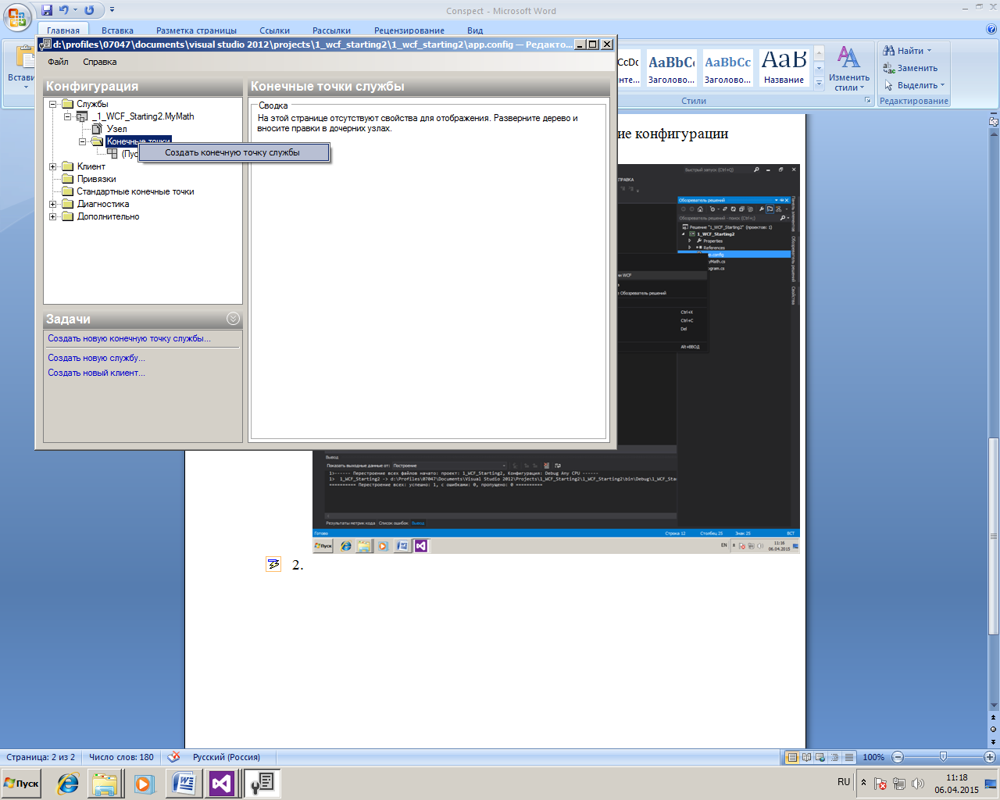 Conspect - Microsoft Word
Главная Вставка Разметка страницы Ссылки Рассылки Рецензирование Вид
d:\profiles\07047\documents\visual studio 2012\projects\1_wcf_starting2\1_wcf_starting2\app.config — Редакто...
Файл Справка
Встави
AaBbCc AaBbCc AaB
Заголово... Заголово... Название
Изменить стили
Стили
Найти
Заменить
Выделить
Редактирование
Конфигурация
Службы
_1_WCF_Starting2.MyMath
Узел
Конечные точки
(Пус
Создать конечную точку службы
Клиент
Привязки
Стандартные конечные точки
Диагностика
Дополнительно
Конечные точки службы
Сводка
На этой странице отсутствуют свойства для отображения. Разверните дерево и
вносите правки в дочерних узлах.
Задачи
Создать новую конечную точку службы...
Создать новую службу...
Создать новый клиент...
ие конфигурации
Быстрый запуск (Ctrl+Q)
ПРАВКА
Обозреватель решений
Обозреватель решений - поиск (Ctrl+;)
Решение "1_WCF_Starting2" (проектов: 1)
1_WCF_Starting2
Properties
References
.config
yMath.cs
ogram.cs
и WCF
Обозреватель решений
Ctrl+X
Ctrl+C
Del
Alt+ВВОД
Панель элементов
Обозреватель решений
Свойства
Вывод
Показать выходные данные от: Построение
1>------ Перестроение всех файлов начато: проект: 1_WCF_Starting2, Конфигурация: Debug Any CPU ------
1> 1_WCF_Starting2 -> d:\Profiles\07047\Documents\Visual Studio 2012\Projects\1_WCF_Starting2\1_WCF_Starting2\bin\Debug\1_WCF_Sta
========== Перестроение всех: успешно: 1, с ошибками: 0, пропущено: 0 ==========
Результаты метрик кода Список ошибок Вывод
Готово Строка 12 Столбец 25 Знак 25 ВСТ
Пуск EN 11:16
06.04.2015
2.
Страница: 2 из 2 Число слов: 180 Русский (Россия) 100%
Пуск RU 11:18
06.04.2015